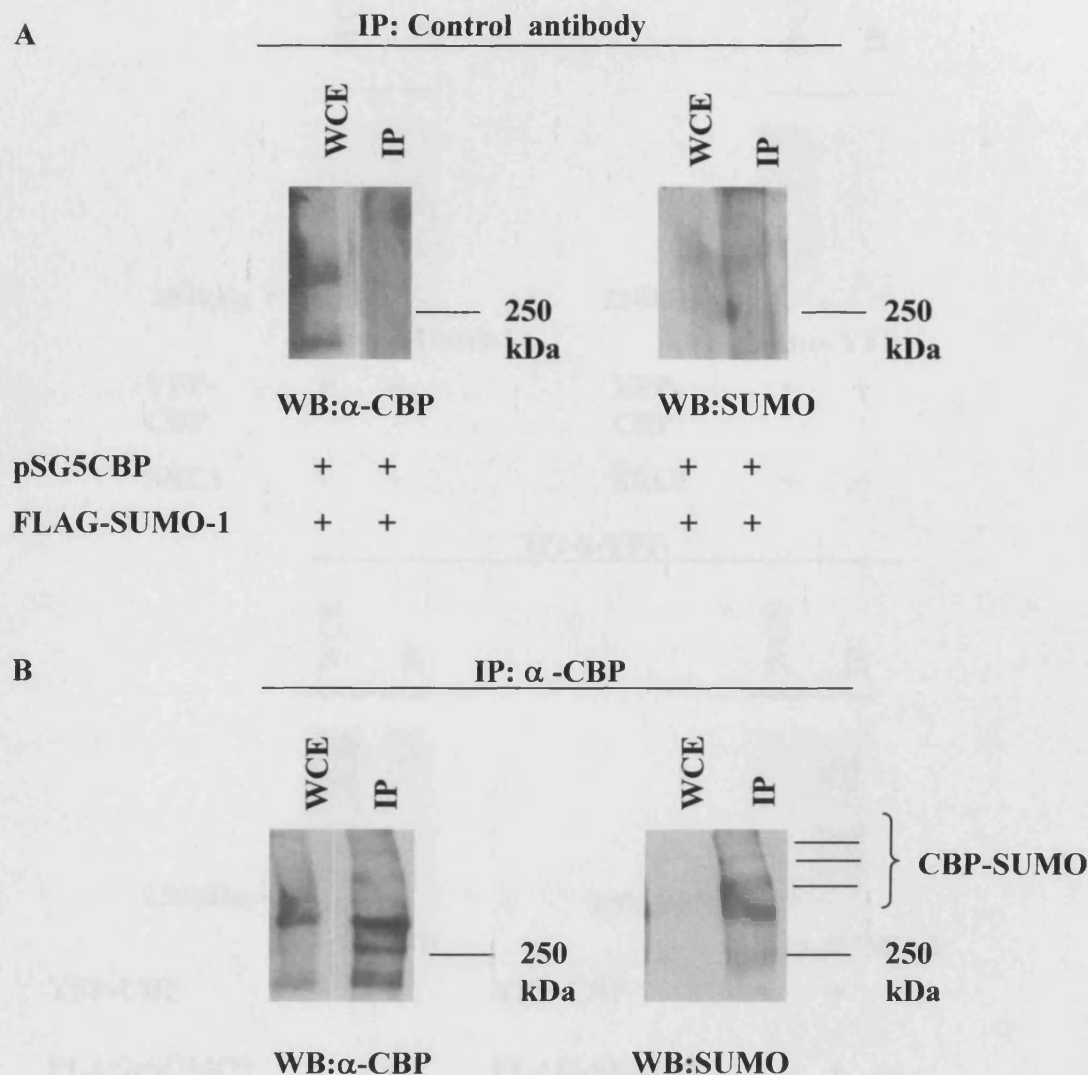 A
IP: Control antibody
WCE IP WCE IP
250 kDa 250 kDa
WB:α-CBP WB:SUMO
pSG5CBP + + + +
FLAG-SUMO-1 + + + +
B
IP: α -CBP
WCE IP WCE IP
CBP-SUMO
250 kDa 250 kDa
WB:α-CBP WB:SUMO